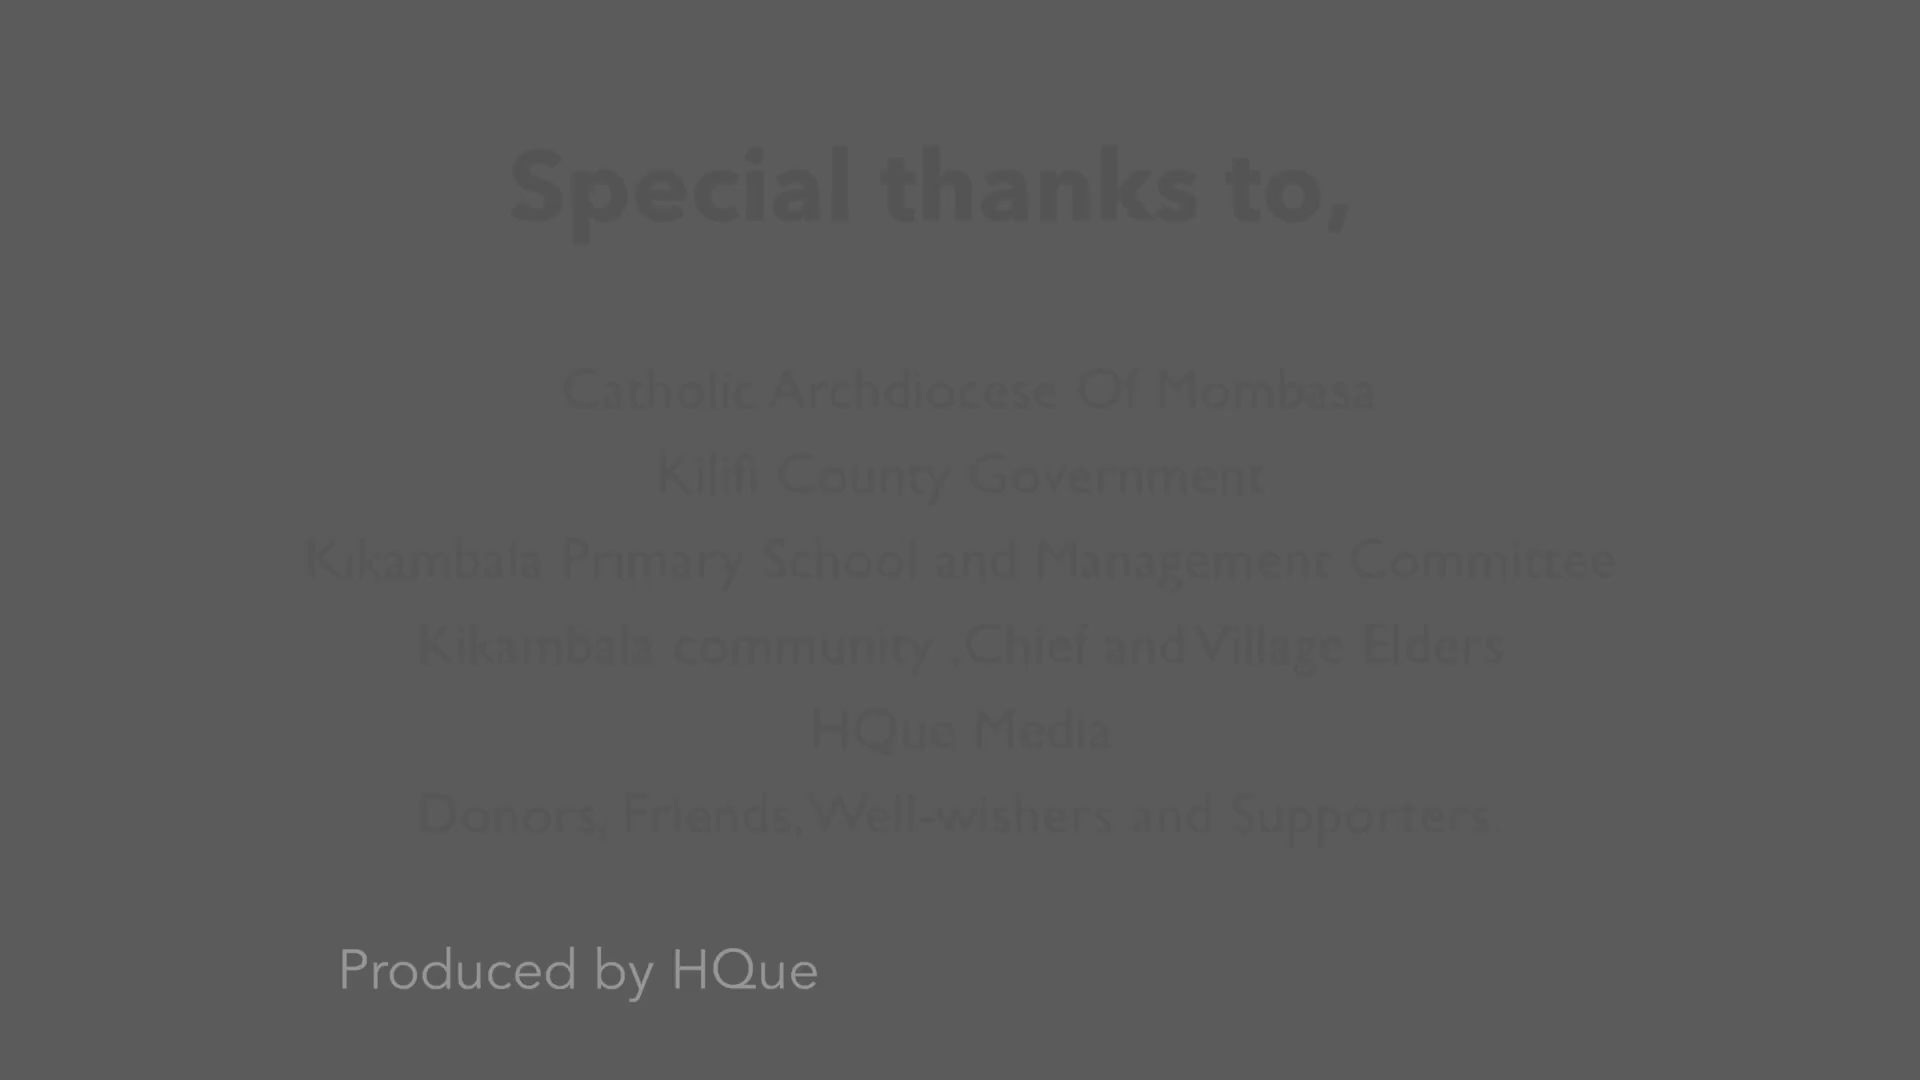 Special thanks to,
Catholic Archdiocese Of Mombasa
Kilifi County Government
Kikambala Primary School and Management Committee
Kikambala community .Chief and Village Elders
HQue Media
Donors, Friends, Well-wishers and Supporters.
Produced by HQue